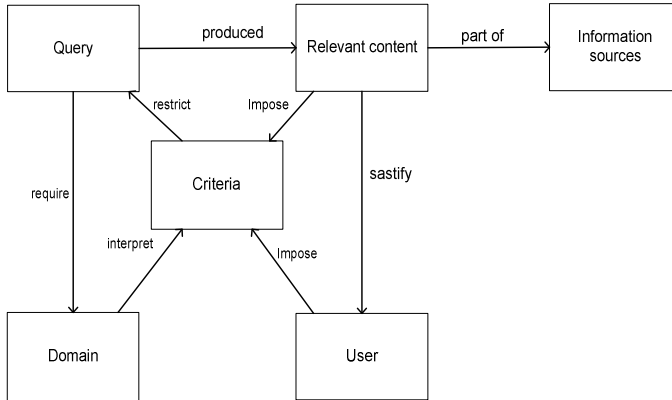 produced
part of
Query
Relevant content
Information
sources
restrict
Impose
Criteria
sastify
require
interpret
Impose
Domain
User